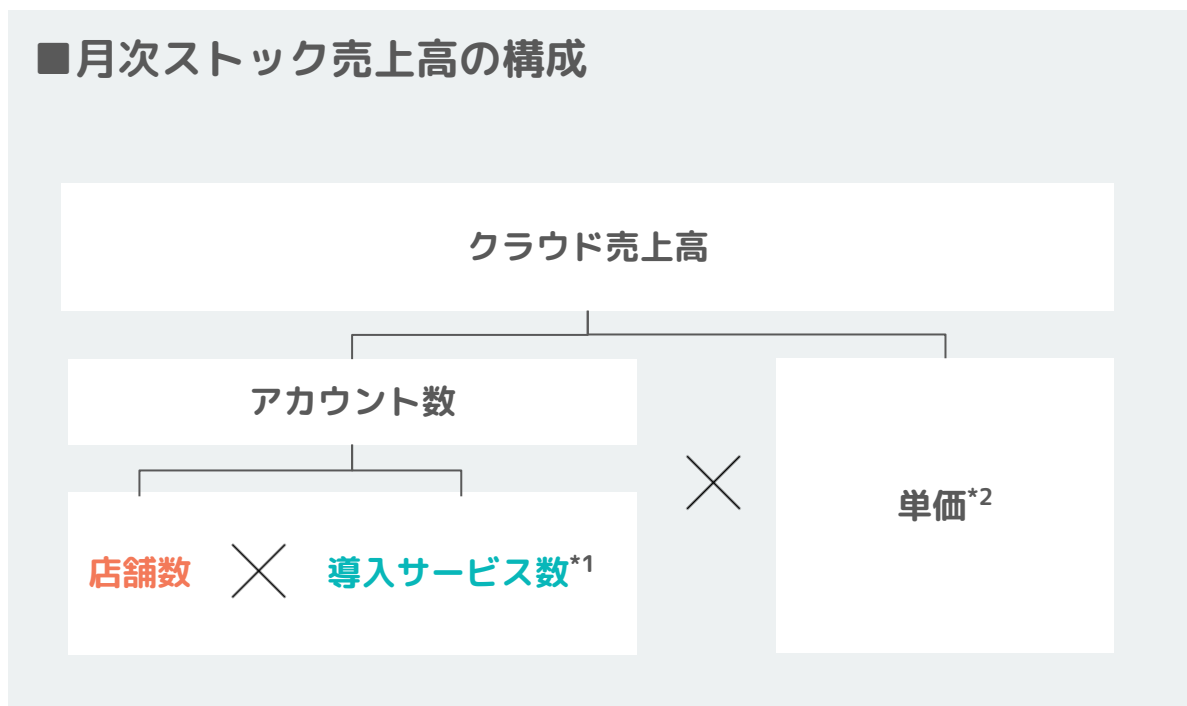 ■月次ストック売上高の構成
クラウド売上高
アカウント数
単価*2
店舗数
導入サービス数*1